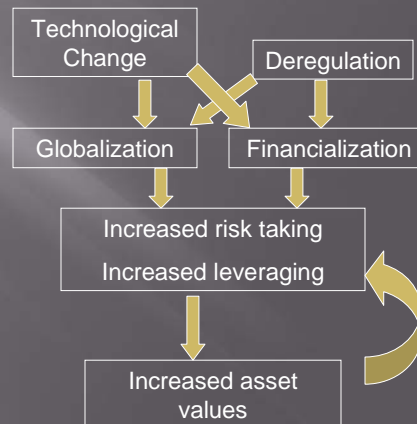 Technological
Change
Deregulation
Globalization
Financialization
Increased risk taking
Increased leveraging
Increased asset
values